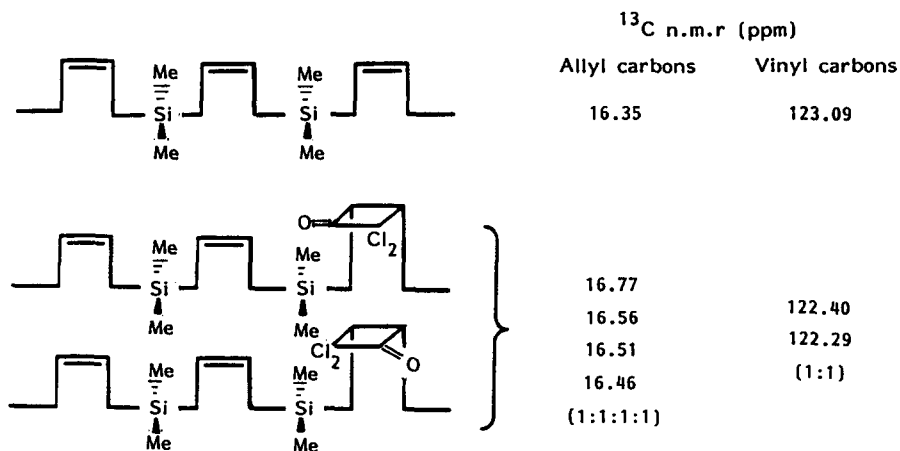 ¹³C n.m.r (ppm)
Allyl carbons Vinyl carbons
Me Me
Si Si 16.35 123.09
Me Me
O
Cl₂
Me Me
Si Si
Me Me
16.77
16.56
16.51
16.46
(1:1:1:1)
122.40
122.29
(1:1)
Cl₂
O
Me Me
Si Si
Me Me